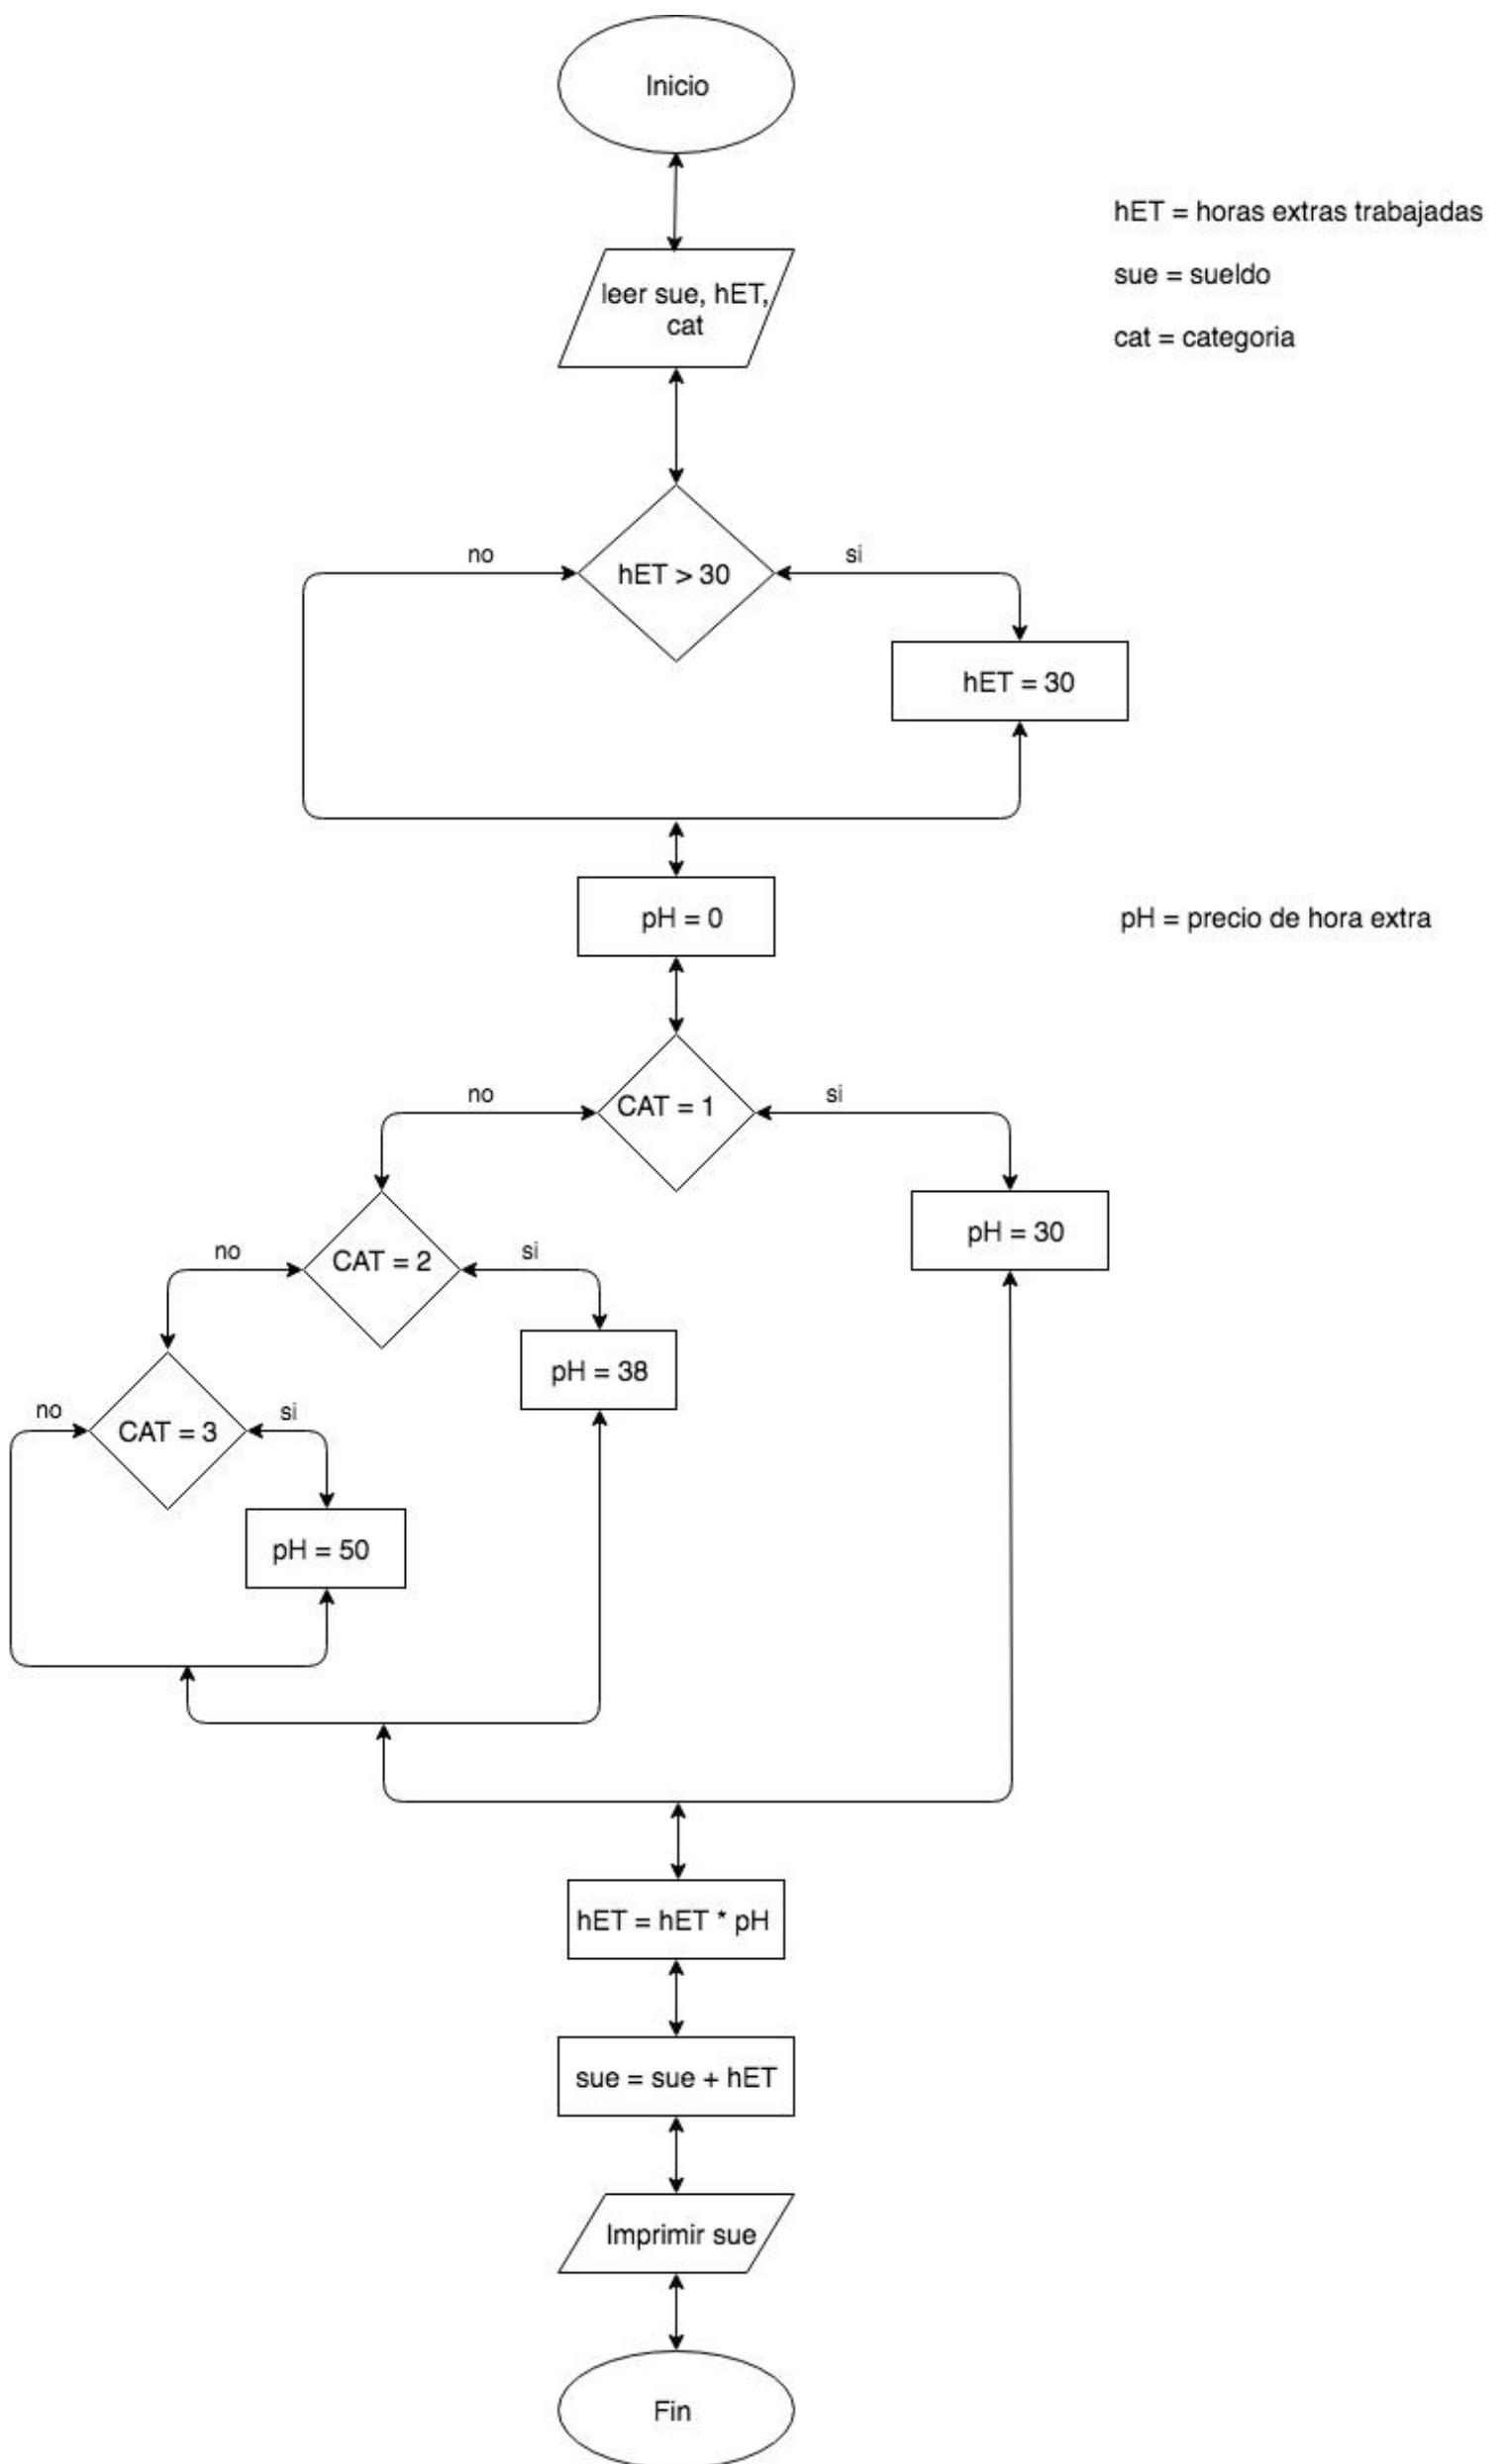 Inicio
hET = horas extras trabajadas
sue = sueldo
cat = categoria
leer sue, hET,
cat
hET > 30
no
si
hET = 30
pH = 0
pH = precio de hora extra
CAT = 1
no
si
pH = 30
CAT = 2
no
si
pH = 38
CAT = 3
no
si
pH = 50
hET = hET * pH
sue = sue + hET
Imprimir sue
Fin